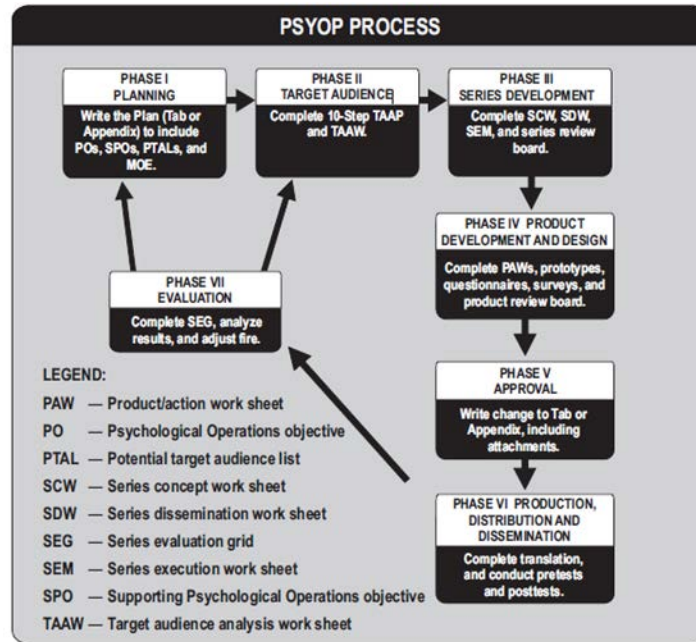 PSYOP PROCESS
PHASE I
PLANNING
Write the Plan (Tab or
Appendix) to include
POs, SPOs, PTALs, and
MOE.
PHASE II
TARGET AUDIENCE
Complete 10-Step TAAP
and TAAW.
PHASE III
SERIES DEVELOPMENT
Complete SCW, SDW,
SEM, and series review
board.
PHASE IV PRODUCT
DEVELOPMENT AND DESIGN
Complete PAWs, prototypes,
questionnaires, surveys, and
product review board.
PHASE V
APPROVAL
Write change to Tab or
Appendix, including
attachments.
PHASE VI PRODUCTION,
DISTRIBUTION AND
DISSEMINATION
Complete translation,
and conduct pretests
and posttests.
PHASE VII
EVALUATION
Complete SEG, analyze
results, and adjust fire.
LEGEND:
PAW — Product/action work sheet
PO — Psychological Operations objective
PTAL — Potential target audience list
SCW — Series concept work sheet
SDW — Series dissemination work sheet
SEG — Series evaluation grid
SEM — Series execution work sheet
SPO — Supporting Psychological Operations objective
TAAW — Target audience analysis work sheet